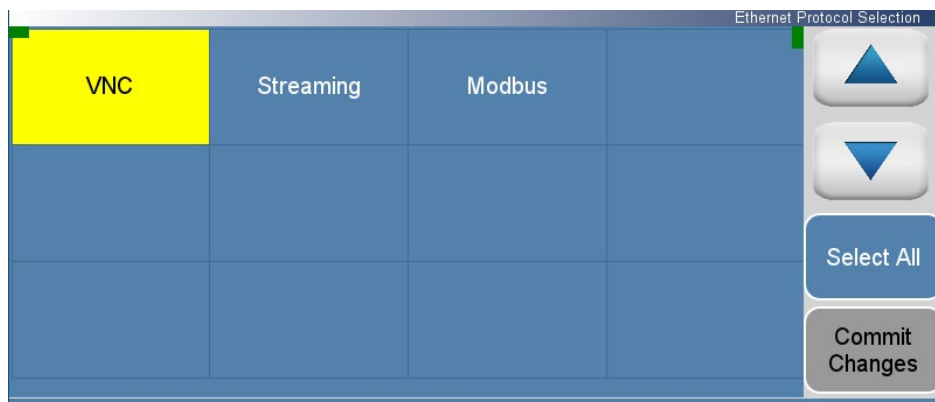 Ethernet Protocol Selection
VNC
Streaming
Modbus
Select All
Commit
Changes